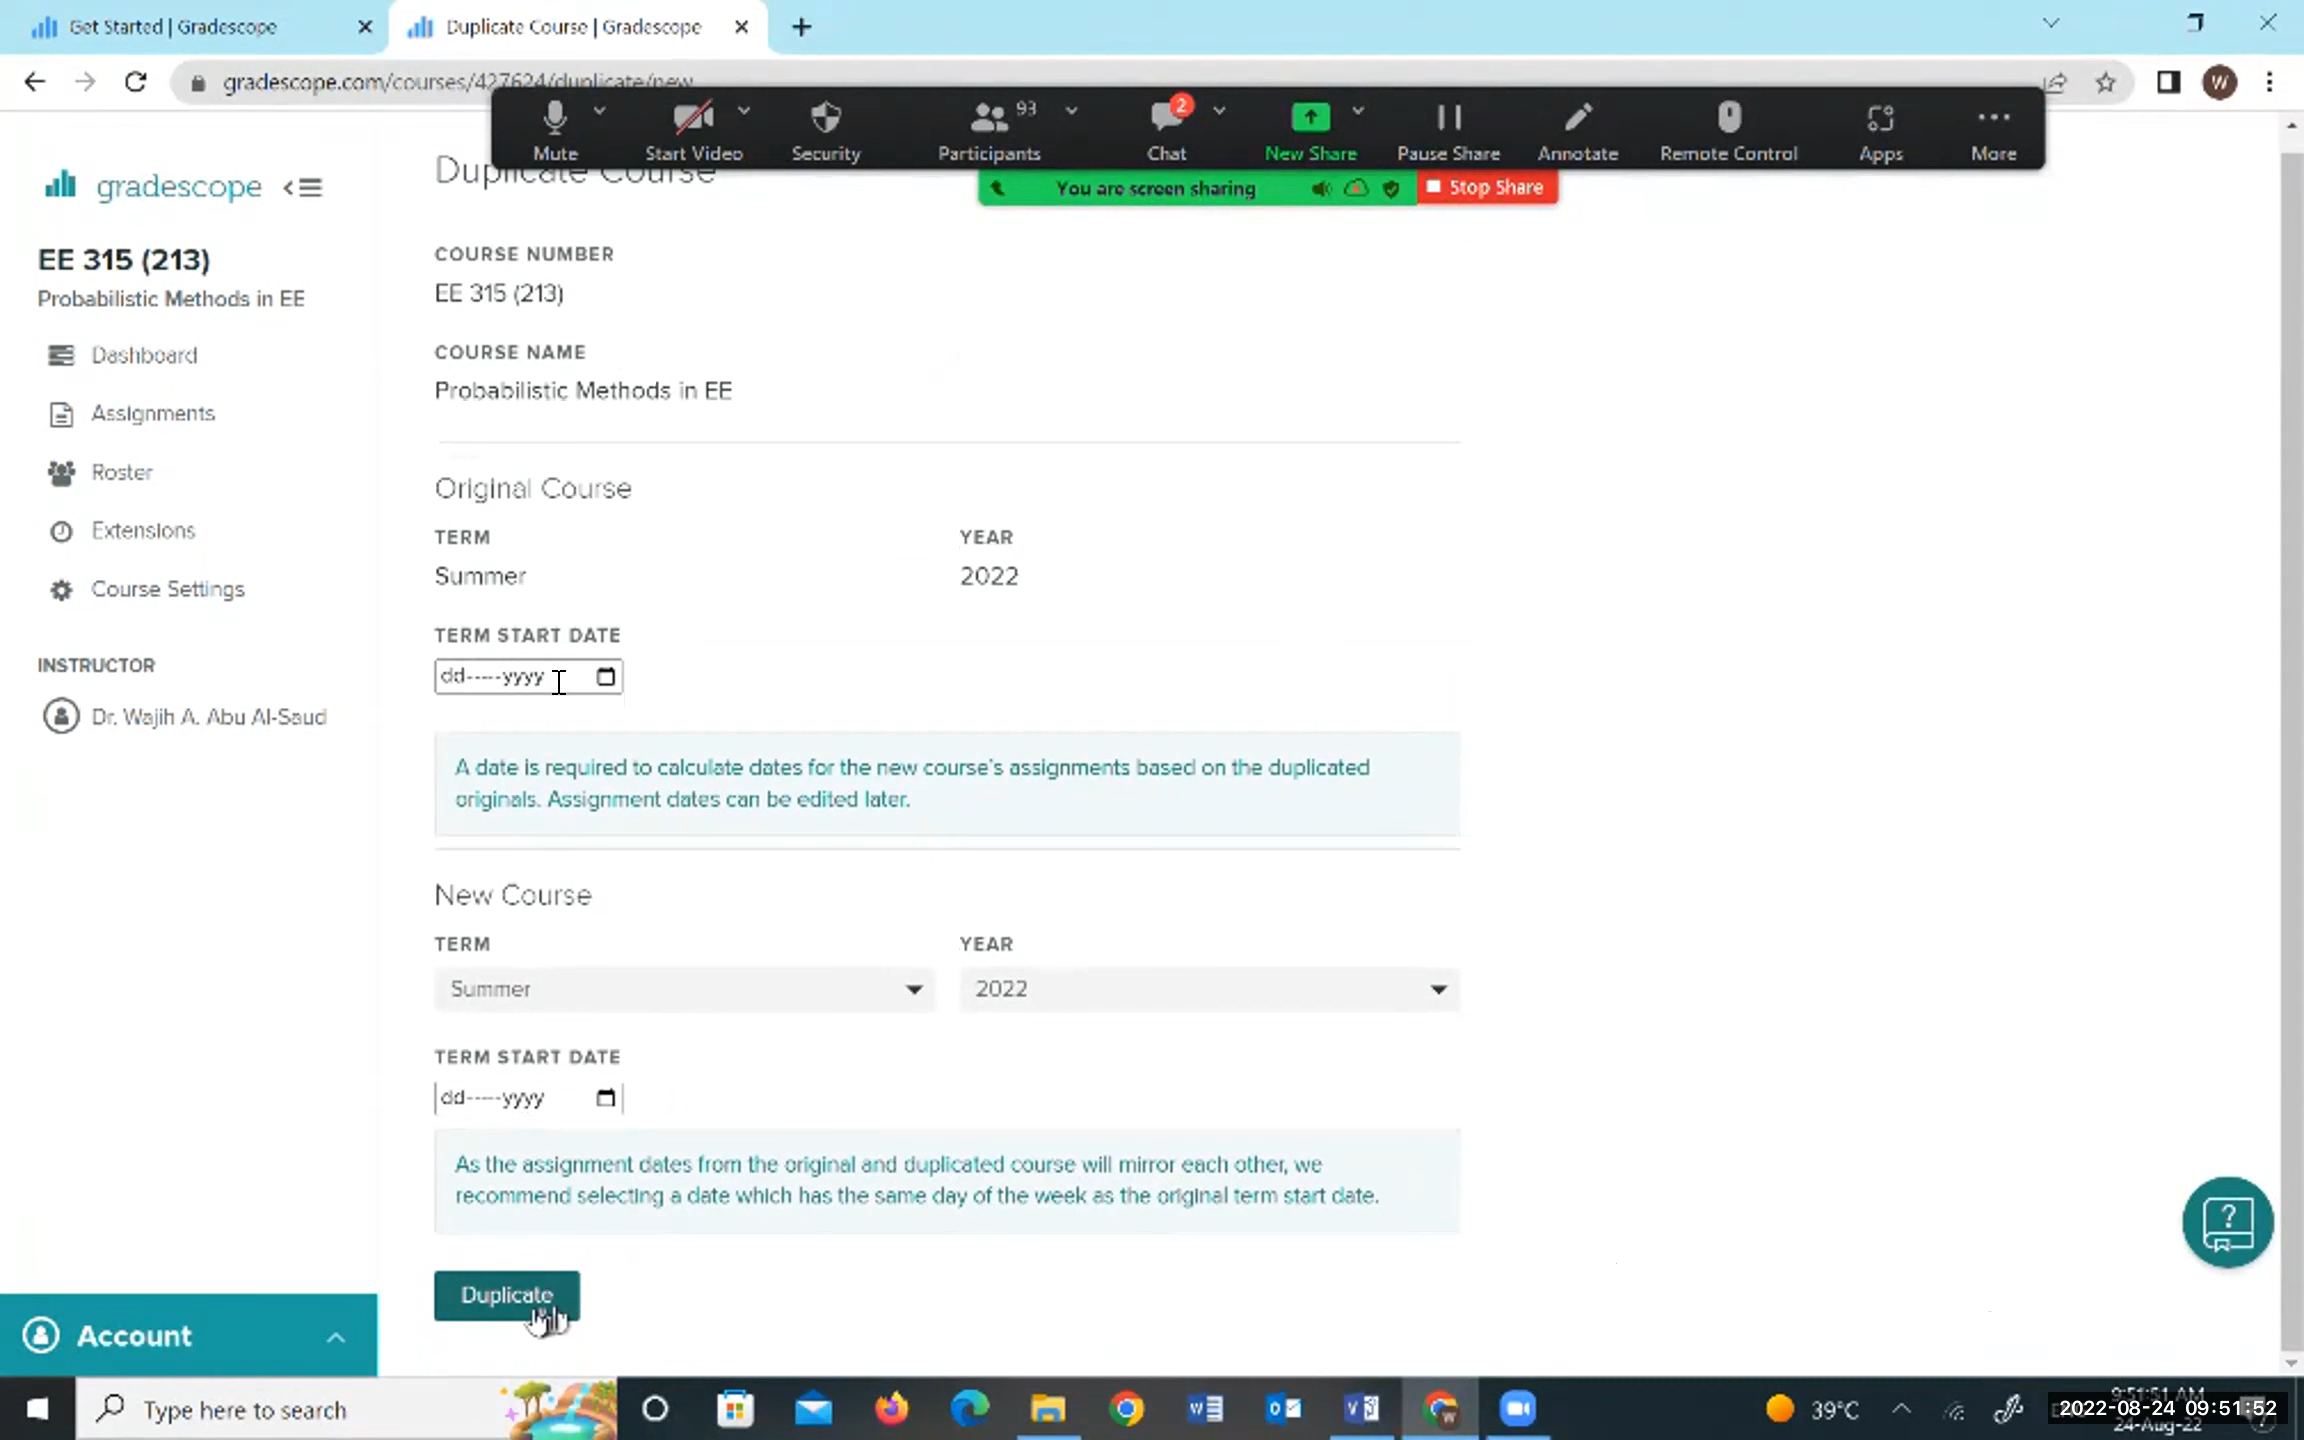 Get Started | Gradescope
Duplicate Course | Gradescope
gradescope.com/courses/427624/duplicate/new
W
Mute
Start Video
Security
Participants 93
Chat 2
New Share
Pause Share
Annotate
Remote Control
Apps
More
You are screen sharing
Stop Share
gradescope
EE 315 (213)
Probabilistic Methods in EE
Dashboard
Assignments
Roster
Extensions
Course Settings
INSTRUCTOR
Dr. Wajih A. Abu Al-Saud
Account
Duplicate Course
COURSE NUMBER
EE 315 (213)
COURSE NAME
Probabilistic Methods in EE
Original Course
TERM YEAR
Summer 2022
TERM START DATE
dd-----yyyy
A date is required to calculate dates for the new course's assignments based on the duplicated
originals. Assignment dates can be edited later.
New Course
TERM YEAR
Summer 2022
TERM START DATE
dd-----yyyy
As the assignment dates from the original and duplicated course will mirror each other, we
recommend selecting a date which has the same day of the week as the original term start date.
Duplicate
Type here to search
39°C
9:51:51 AM
2022-08-24 09:51:52
24-Aug-22